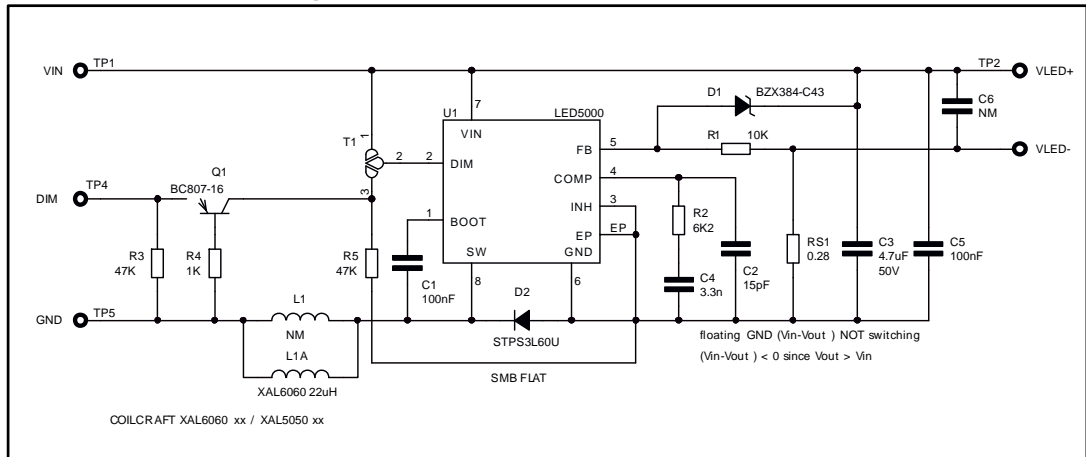 VIN
TP1
TP2
VLED+
D1
BZX384-C43
C6
NM
U1
LED5000
7
VIN
T1
1
2
3
2
DIM
FB
5
R1
10K
VLED-
Q1
BC807-16
DIM
TP4
COMP
4
INH
3
EP
EP
BOOT
1
SW
GND
8
6
R2
6K2
RS1
0.28
C3
4.7uF
50V
C5
100nF
R3
47K
R4
1K
R5
47K
C1
100nF
C4
3.3n
C2
15pF
L1
NM
D2
STPS3L60U
GND
TP5
L1A
XAL6060 22uH
SMB FLAT
floating GND (Vin-Vout ) NOT switching
(Vin-Vout ) < 0 since Vout > Vin
COILCRAFT XAL6060 xx / XAL5050 xx